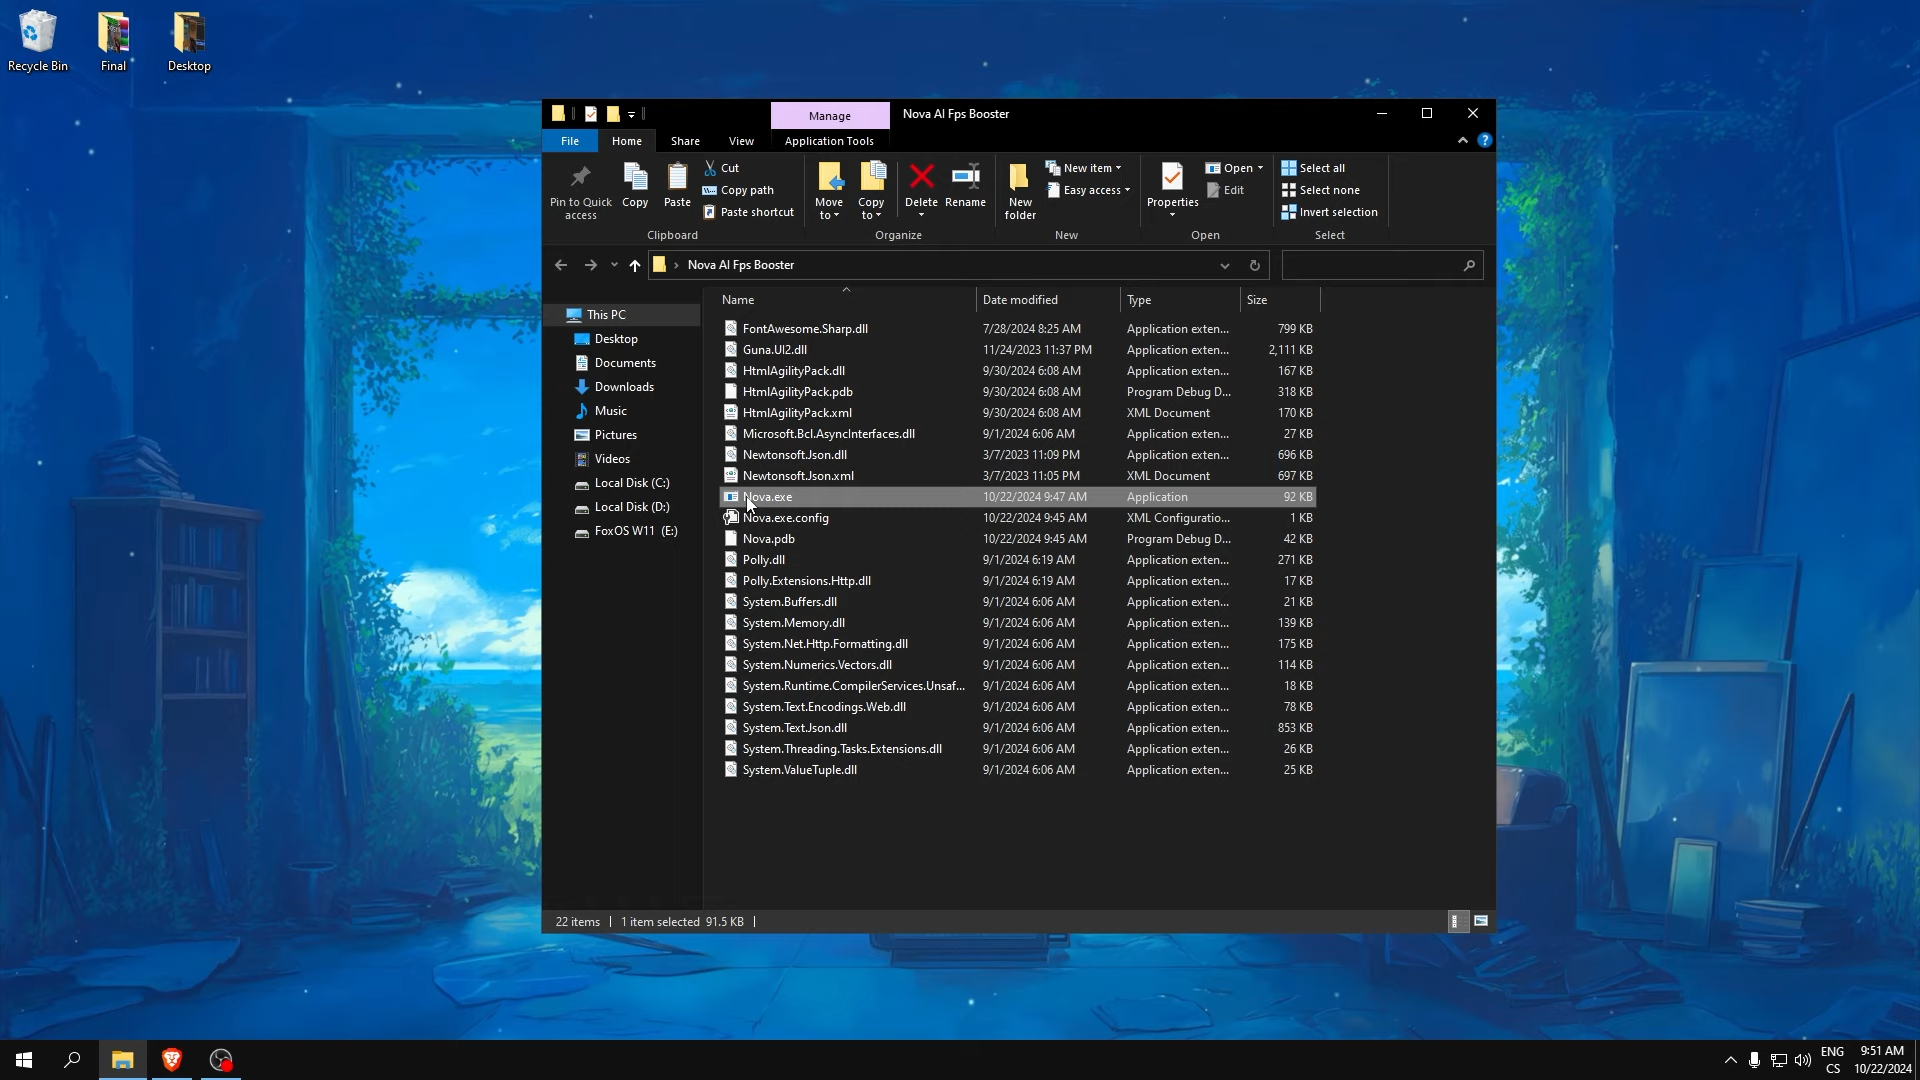 Recycle Bin
Final
Desktop
Manage
Nova AI Fps Booster
File
Home
Share
View
Application Tools
Pin to Quick access
Copy
Paste
Cut
Copy path
Paste shortcut
Clipboard
Move to
Copy to
Delete
Rename
Organize
New folder
New item
Easy access
New
Properties
Open
Edit
Open
Select all
Select none
Invert selection
Select
Nova AI Fps Booster
This PC
Desktop
Documents
Downloads
Music
Pictures
Videos
Local Disk (C:)
Local Disk (D:)
FoxOS W11 (E:)
Name Date modified Type Size
FontAwesome.Sharp.dll 7/28/2024 8:25 AM Application exten... 799 KB
Guna.UI2.dll 11/24/2023 11:37 PM Application exten... 2,111 KB
HtmlAgilityPack.dll 9/30/2024 6:08 AM Application exten... 167 KB
HtmlAgilityPack.pdb 9/30/2024 6:08 AM Program Debug D... 318 KB
HtmlAgilityPack.xml 9/30/2024 6:08 AM XML Document 170 KB
Microsoft.Bcl.AsyncInterfaces.dll 9/1/2024 6:06 AM Application exten... 27 KB
Newtonsoft.Json.dll 3/7/2023 11:09 PM Application exten... 696 KB
Newtonsoft.Json.xml 3/7/2023 11:05 PM XML Document 697 KB
Nova.exe 10/22/2024 9:47 AM Application 92 KB
Nova.exe.config 10/22/2024 9:45 AM XML Configuratio... 1 KB
Nova.pdb 10/22/2024 9:45 AM Program Debug D... 42 KB
Polly.dll 9/1/2024 6:19 AM Application exten... 271 KB
Polly.Extensions.Http.dll 9/1/2024 6:19 AM Application exten... 17 KB
System.Buffers.dll 9/1/2024 6:06 AM Application exten... 21 KB
System.Memory.dll 9/1/2024 6:06 AM Application exten... 139 KB
System.Net.Http.Formatting.dll 9/1/2024 6:06 AM Application exten... 175 KB
System.Numerics.Vectors.dll 9/1/2024 6:06 AM Application exten... 114 KB
System.Runtime.CompilerServices.Unsaf... 9/1/2024 6:06 AM Application exten... 18 KB
System.Text.Encodings.Web.dll 9/1/2024 6:06 AM Application exten... 78 KB
System.Text.Json.dll 9/1/2024 6:06 AM Application exten... 853 KB
System.Threading.Tasks.Extensions.dll 9/1/2024 6:06 AM Application exten... 26 KB
System.ValueTuple.dll 9/1/2024 6:06 AM Application exten... 25 KB
22 items 1 item selected 91.5 KB
ENG
CS
9:51 AM
10/22/2024